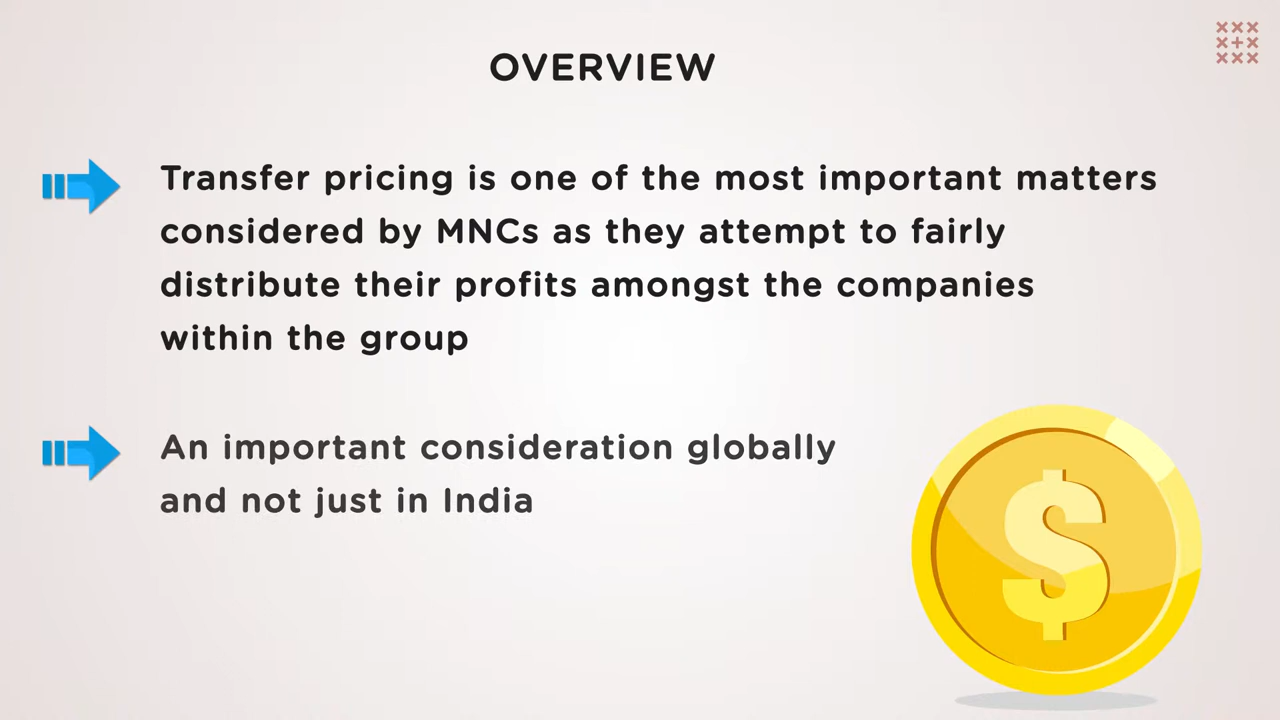 OVERVIEW
Transfer pricing is one of the most important matters
considered by MNCs as they attempt to fairly
distribute their profits amongst the companies
within the group
An important consideration globally
and not just in India
$